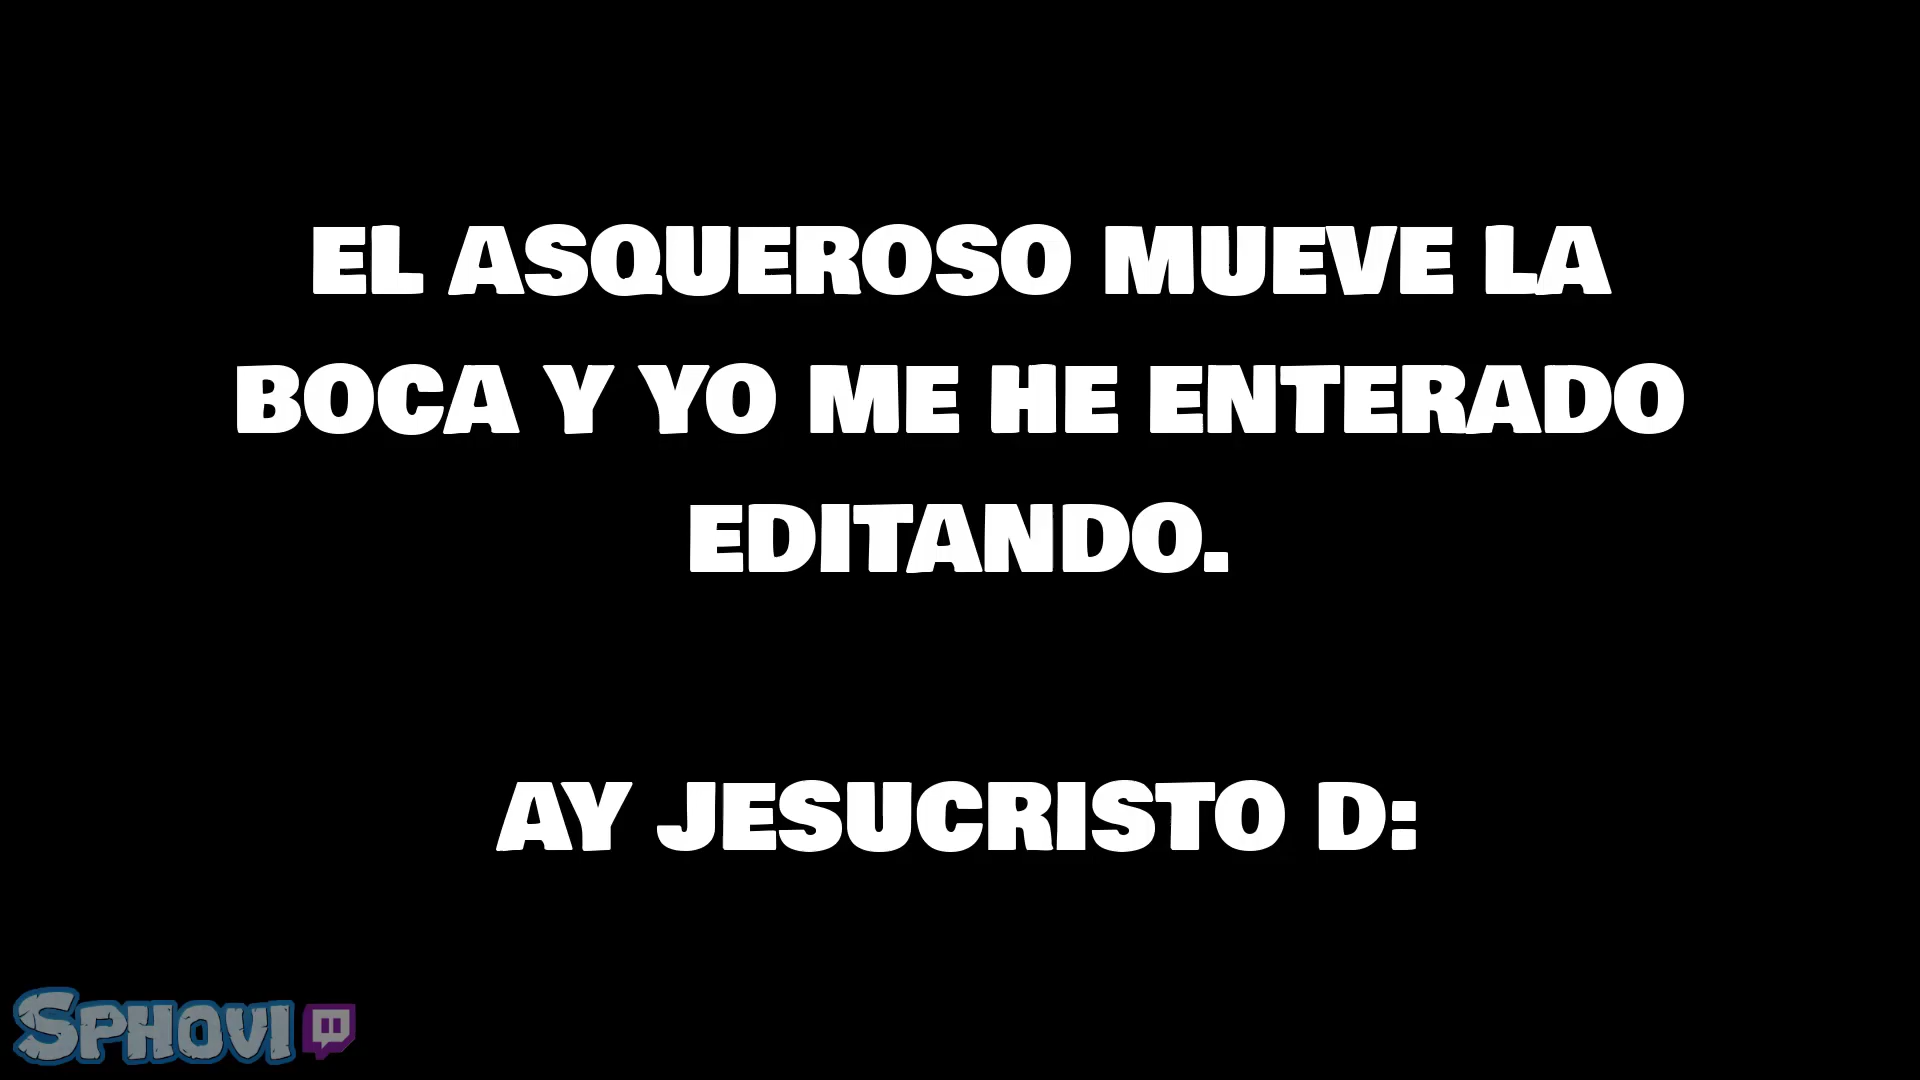 EL ASQUEROSO MUEVE LA
BOCA Y YO ME HE ENTERADO
EDITANDO.
AY JESUCRISTO D:
SPHOVI